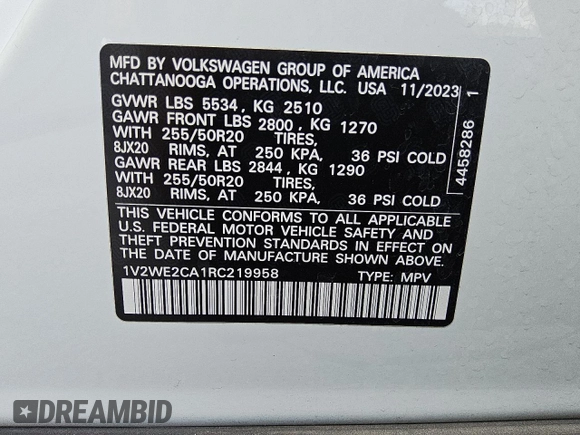 MFD BY VOLKSWAGEN GROUP OF AMERICA
CHATTANOOGA OPERATIONS, LLC. USA 11/2023
GVWR LBS 5534 , KG 2510
GAWR FRONT LBS 2800 , KG 1270
WITH 255/50R20 TIRES,
8JX20 RIMS, AT 250 KPA, 36 PSI COLD
GAWR REAR LBS 2844 , KG 1290
WITH 255/50R20 TIRES,
8JX20 RIMS, AT 250 KPA, 36 PSI COLD
THIS VEHICLE CONFORMS TO ALL APPLICABLE
U.S. FEDERAL MOTOR VEHICLE SAFETY AND
THEFT PREVENTION STANDARDS IN EFFECT ON
THE DATE OF MANUFACTURE SHOWN ABOVE.
1V2WE2CA1RC219958 TYPE: MPV
4458286 1
DREAMBID